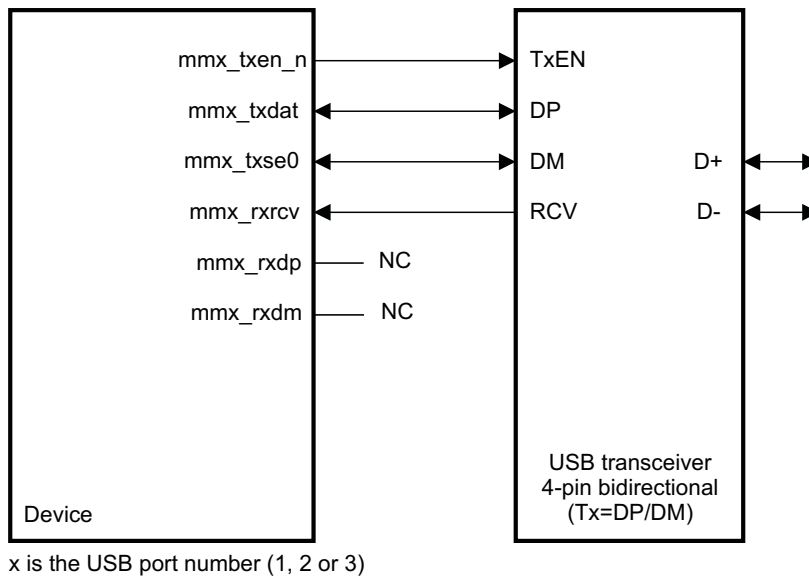 mmx_txen_n
TxEN
mmx_txdat
DP
mmx_txse0
DM
D+
mmx_rxrcv
RCV
D-
mmx_rxdp
NC
mmx_rxdm
NC
USB transceiver
4-pin bidirectional
(Tx=DP/DM)
Device
x is the USB port number (1, 2 or 3)